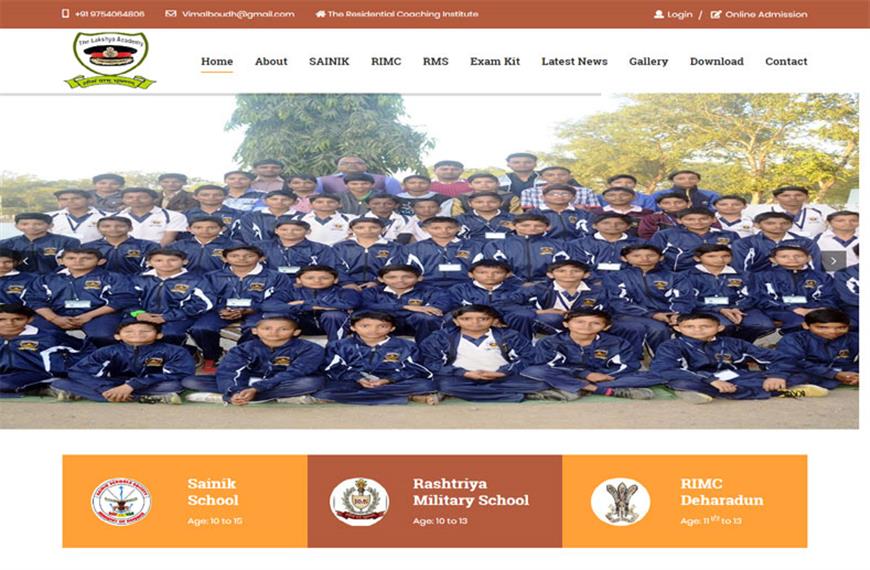 +91 9754064806
Vimalboudh@gmail.com
The Residential Coaching Institute
Login / Online Admission
The Lakshya Academy
Home
About
SAINIK
RIMC
RMS
Exam Kit
Latest News
Gallery
Download
Contact
Sainik
School
Age: 10 to 15
Rashtriya
Military School
Age: 10 to 13
RIMC
Deharadun
Age: 11 1/2 to 13